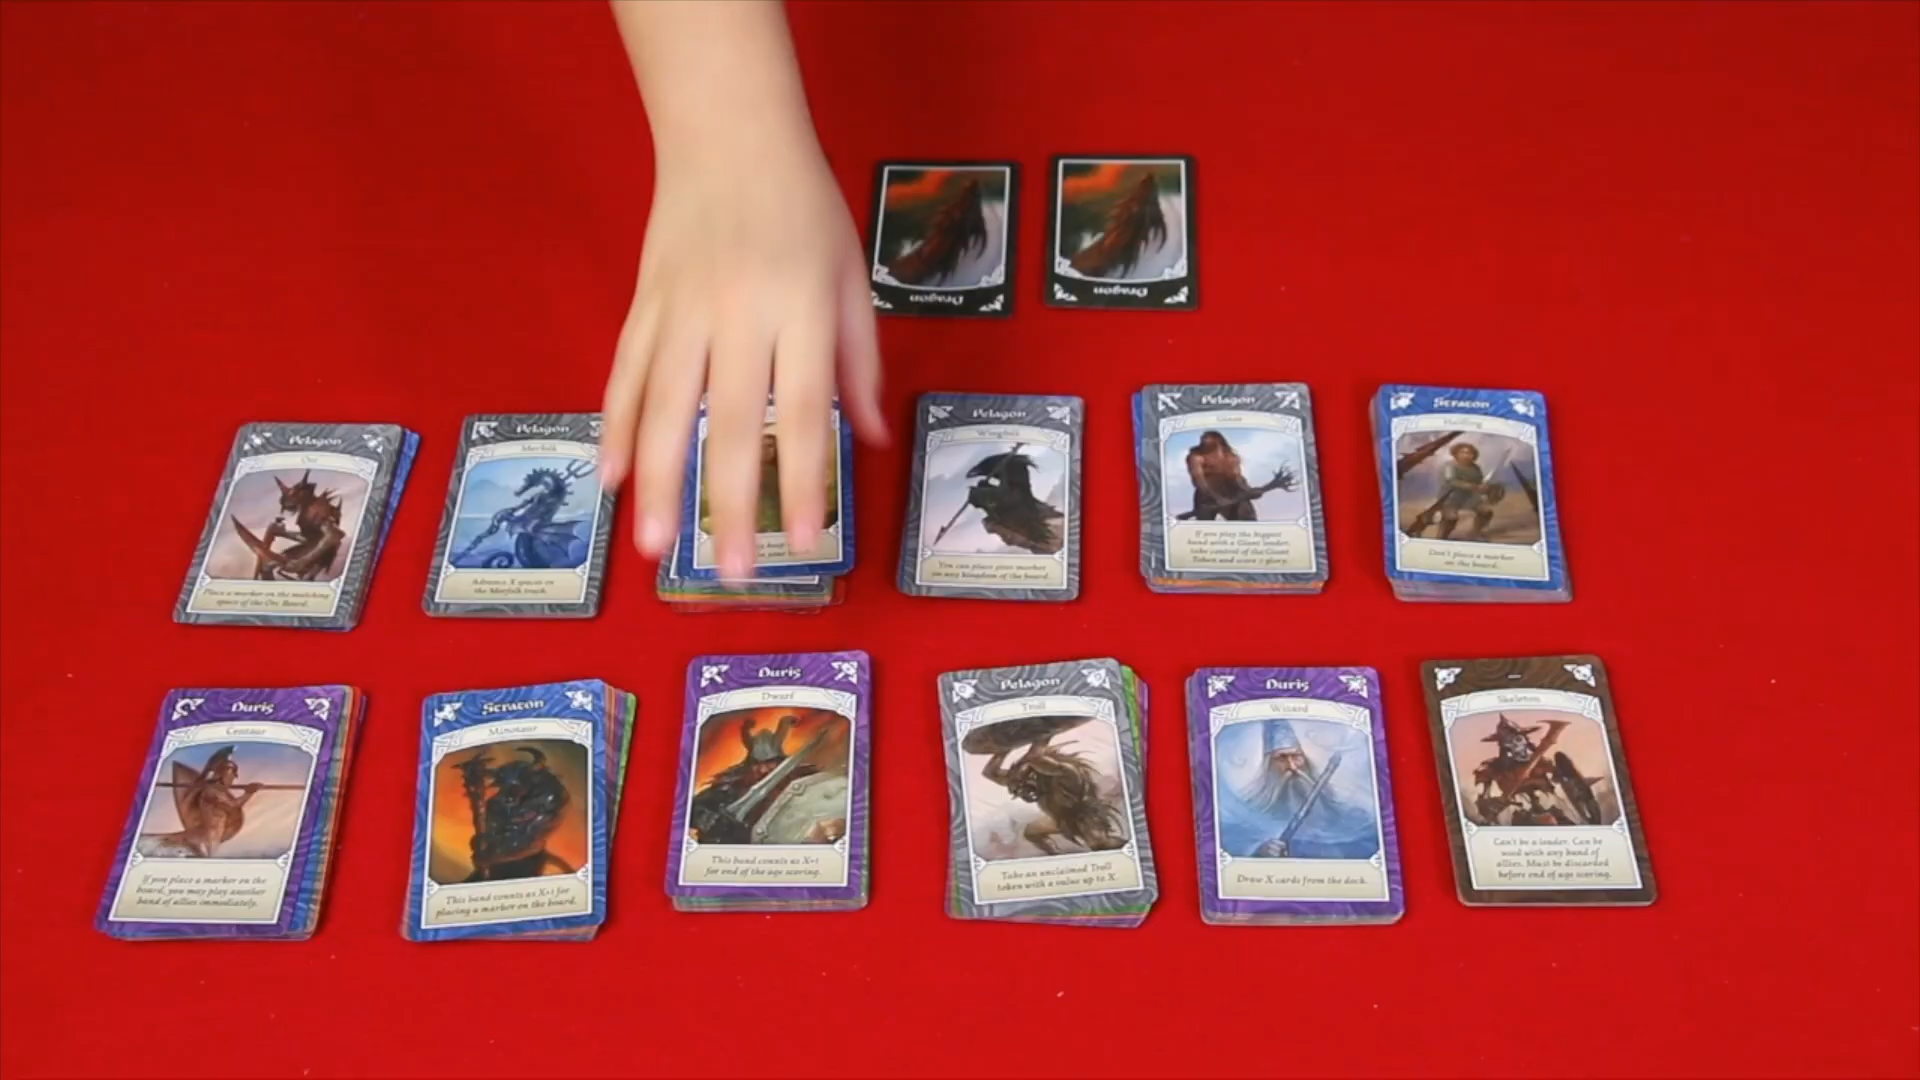 Dragon
Dragon
Pelagon
Orc
Place a marker on the matching
space of the Orc Board.
Pelagon
Merfolk
Advance X spaces on
the Merfolk track.
keep
your
Pelagon
Wingfolk
You can place your marker
on any kingdom of the board.
Pelagon
Giant
If you play the biggest
band with a Giant leader,
take control of the Giant
Token and score 2 glory.
Straton
Halfling
Don't place a marker
on the board.
Duris
Centaur
If you place a marker on the
board, you may play another
band of allies immediately.
Straton
Minotaur
This band counts as X+1 for
placing a marker on the board.
Duris
Dwarf
This band counts as X+1
for end of the age scoring.
Pelagon
Troll
Take an unclaimed Troll
token with a value up to X.
Duris
Wizard
Draw X cards from the deck.
Skeleton
Can't be a leader. Can be
used with any band of
allies. Must be discarded
before end of age scoring.